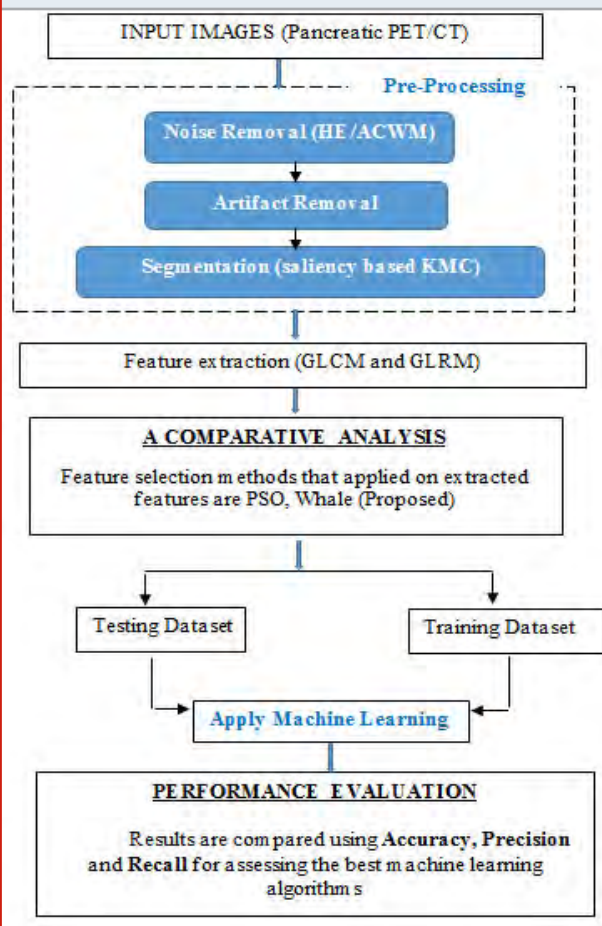 INPUT IMAGES (Pancreatic PET/CT)
Pre-Processing
Noise Removal (HE/ACWM)
Artifact Removal
Segmentation (saliency based KMC)
Feature extraction (GLCM and GLRM)
A COMPARATIVE ANALYSIS
Feature selection methods that applied on extracted
features are PSO, Whale (Proposed)
Testing Dataset
Training Dataset
Apply Machine Learning
PERFORMANCE EVALUATION
Results are compared using Accuracy, Precision
and Recall for assessing the best machine learning
algorithms